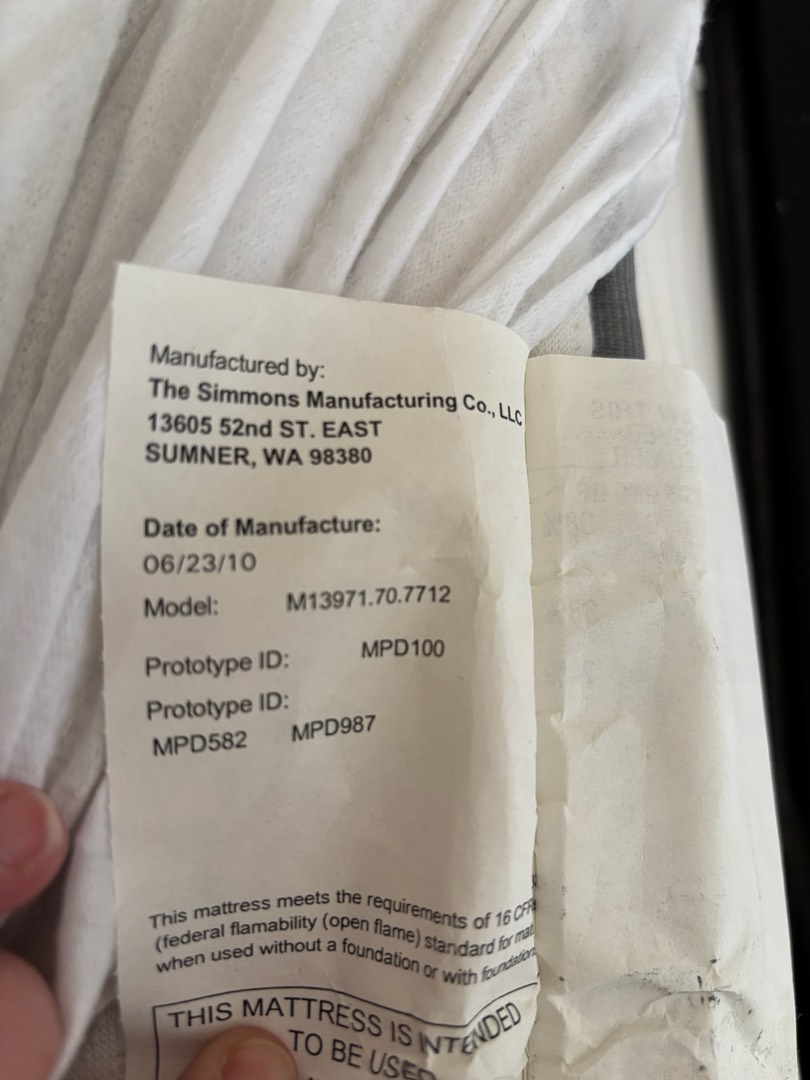 Manufactured by:
The Simmons Manufacturing Co., LLC
13605 52nd ST. EAST
SUMNER, WA 98380
Date of Manufacture:
06/23/10
Model: M13971.70.7712
Prototype ID: MPD100
Prototype ID:
MPD582 MPD987
This mattress meets the requirements of 16 CFR
(federal flamability (open flame) standard for
when used without a foundation or with
THIS MATTRESS IS INTENDED
TO BE USED